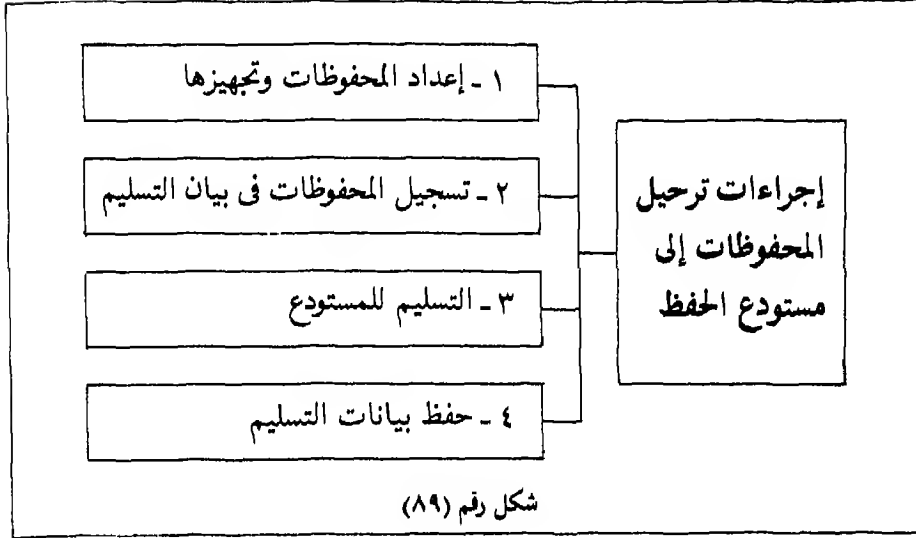 إجراءات ترحيل
المحفوظات إلى
مستودع الحفظ
١ ـ إعداد المحفوظات وتجهيزها
٢ ـ تسجيل المحفوظات فى بيان التسليم
٣ ـ التسليم للمستودع
٤ ـ حفظ بيانات التسليم
شكل رقم (٨٩)